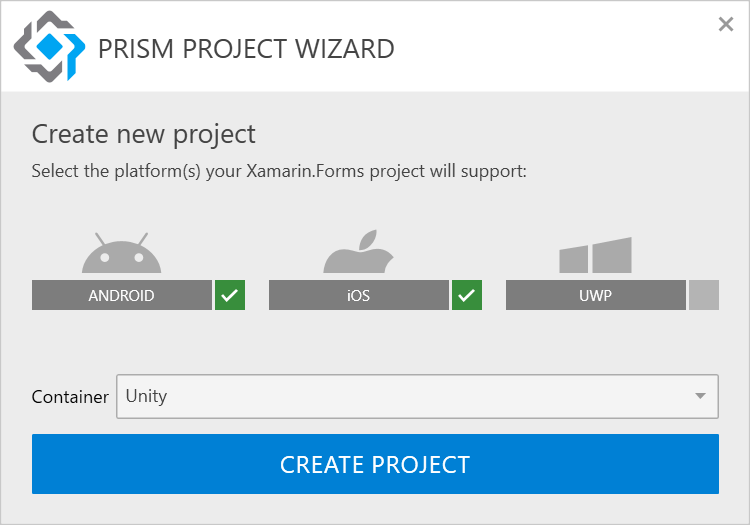 PRISM PROJECT WIZARD
Create new project
Select the platform(s) your Xamarin.Forms project will support:
ANDROID
iOS
UWP
Container
Unity
CREATE PROJECT